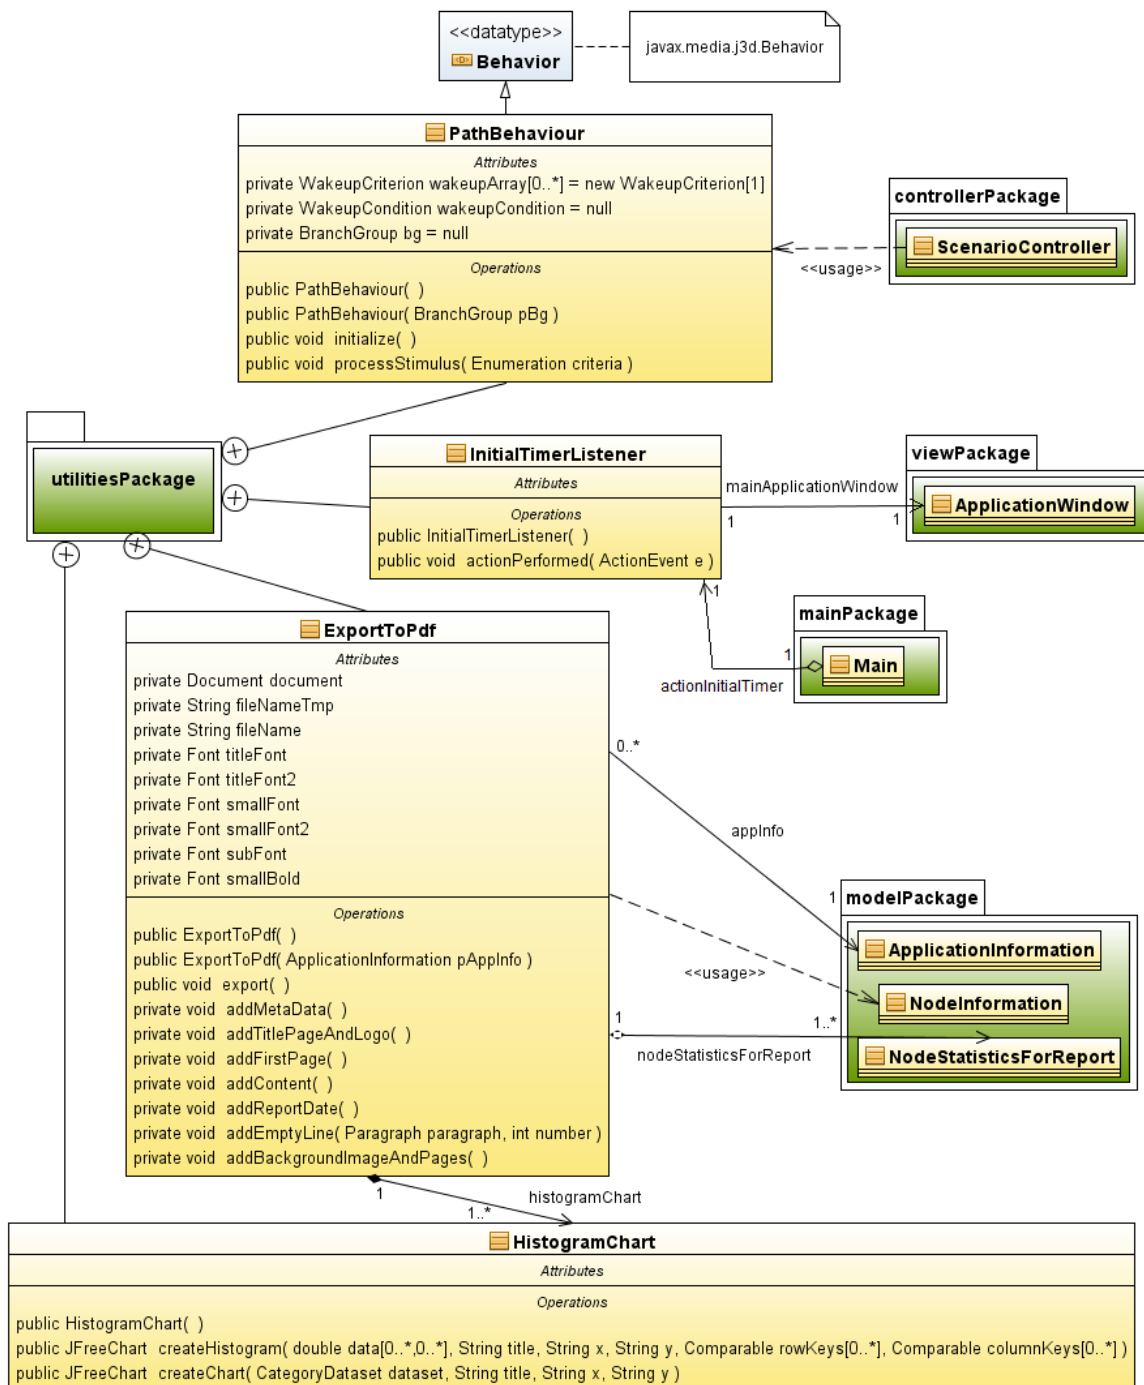 <<datatype>>
Behavior
javax.media.j3d.Behavior
PathBehaviour
Attributes
private WakeupCriterion wakeupArray[0..*] = new WakeupCriterion[1]
private WakeupCondition wakeupCondition = null
private BranchGroup bg = null
Operations
public PathBehaviour( )
public PathBehaviour( BranchGroup pBg )
public void initialize( )
public void processStimulus( Enumeration criteria )
controllerPackage
ScenarioController
<<usage>>
utilitiesPackage
InitialTimerListener
Attributes
Operations
public InitialTimerListener( )
public void actionPerformed( ActionEvent e )
mainApplicationWindow
1
1
viewPackage
ApplicationWindow
1
mainPackage
Main
1
actionInitialTimer
ExportToPdf
Attributes
private Document document
private String fileNameTmp
private String fileName
private Font titleFont
private Font titleFont2
private Font smallFont
private Font smallFont2
private Font subFont
private Font smallBold
Operations
public ExportToPdf( )
public ExportToPdf( ApplicationInformation pAppInfo )
public void export( )
private void addMetaData( )
private void addTitlePageAndLogo( )
private void addFirstPage( )
private void addContent( )
private void addReportDate( )
private void addEmptyLine( Paragraph paragraph, int number )
private void addBackgroundImageAndPages( )
0..*
appInfo
1
modelPackage
ApplicationInformation
<<usage>>
NodeInformation
1
1..*
nodeStatisticsForReport
NodeStatisticsForReport
1
histogramChart
1..*
HistogramChart
Attributes
Operations
public HistogramChart( )
public JFreeChart createHistogram( double data[0..*,0..*], String title, String x, String y, Comparable rowKeys[0..*], Comparable columnKeys[0..*] )
public JFreeChart createChart( CategoryDataset dataset, String title, String x, String y )